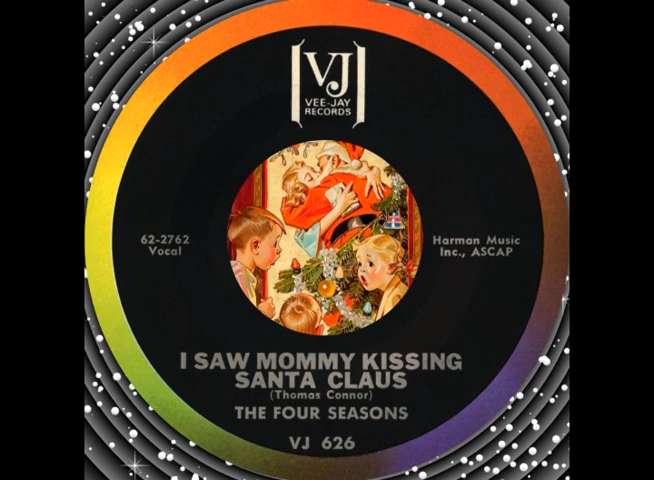 VJ
VEE-JAY
RECORDS
62-2762
Vocal
Harman Music
Inc., ASCAP
I SAW MOMMY KISSING
SANTA CLAUS
(Thomas Connor)
THE FOUR SEASONS
VJ 626